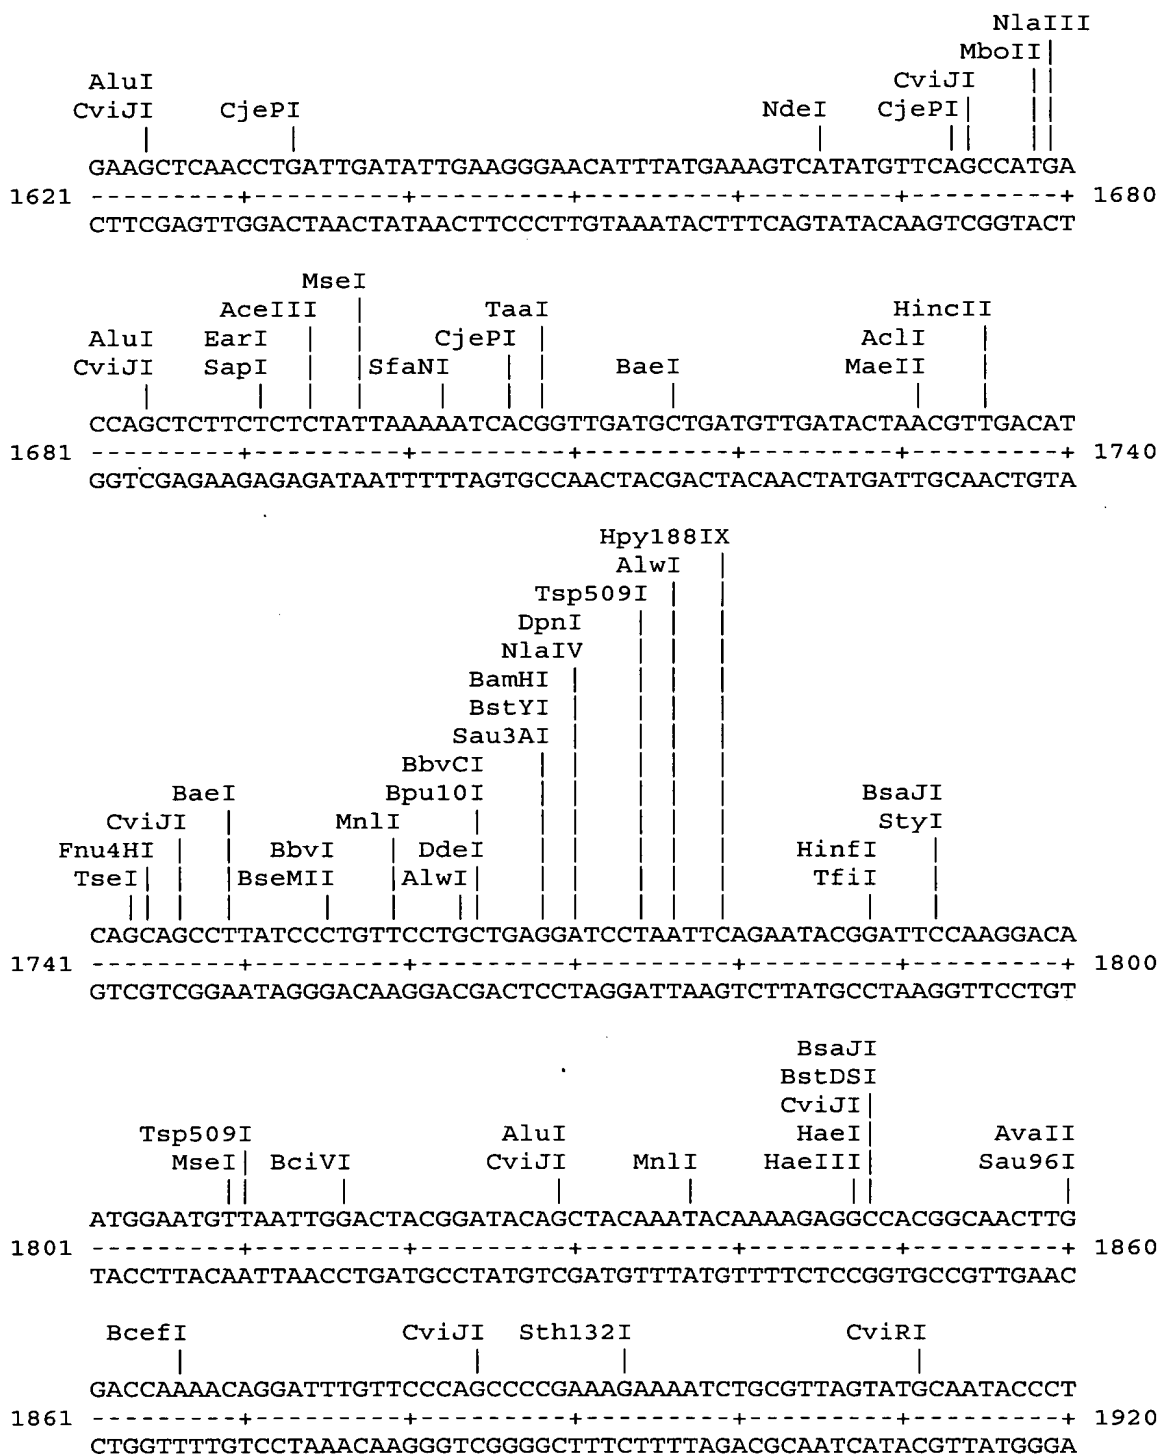 NlaIII
MboII
AluI CviJI
CviJI CjePI NdeI CjePI
GAAGCTCAACCTGATTGATATTGAAGGGAACATTTATGAAAGTCATATGTTCAGCCATGA
1621 ---------+---------+---------+---------+---------+---------+ 1680
CTTCGAGTTGGACTAACTATAACTTCCCTTGTAAATACTTTCAGTATACAAGTCGGTACT
MseI
AceIII TaaI HincII
AluI EarI CjePI AclI
CviJI SapI SfaNI BaeI MaeII
CCAGCTCTTCTCTCTATTAAAAATCACGGTTGATGCTGATGTTGATACTAACGTTGACAT
1681 ---------+---------+---------+---------+---------+---------+ 1740
GGTCGAGAAGAGAGATAATTTTTAGTGCCAACTACGACTACAACTATGATTGCAACTGTA
Hpy188IX
AlwI
Tsp509I
DpnI
NlaIV
BamHI
BstYI
Sau3AI
BbvCI
BaeI Bpu10I BsaJI
CviJI MnlI StyI
Fnu4HI BbvI DdeI HinfI
TseI BseMII AlwI TfiI
CAGCAGCCTTATCCCTGTTCCTGCTGAGGATCCTAATTCAGAATACGGATTCCAAGGACA
1741 ---------+---------+---------+---------+---------+---------+ 1800
GTCGTCGGAATAGGGACAAGGACGACTCCTAGGATTAAGTCTTATGCCTAAGGTTCCTGT
BsaJI
BstDSI
CviJI
Tsp509I AluI HaeI AvaII
MseI BciVI CviJI MnlI HaeIII Sau96I
ATGGAATGTTAATTGGACTACGGATACAGCTACAAATACAAAAGAGGCCACGGCAACTTG
1801 ---------+---------+---------+---------+---------+---------+ 1860
TACCTTACAATTAACCTGATGCCTATGTCGATGTTTATGTTTTCTCCGGTGCCGTTGAAC
BcefI CviJI Sth132I CviRI
GACCAAAACAGGATTTGTTCCCAGCCCCGAAAGAAAATCTGCGTTAGTATGCAATACCCT
1861 ---------+---------+---------+---------+---------+---------+ 1920
CTGGTTTTGTCCTAAACAAGGGTCGGGGCTTTCTTTTAGACGCAATCATACGTTATGGGA